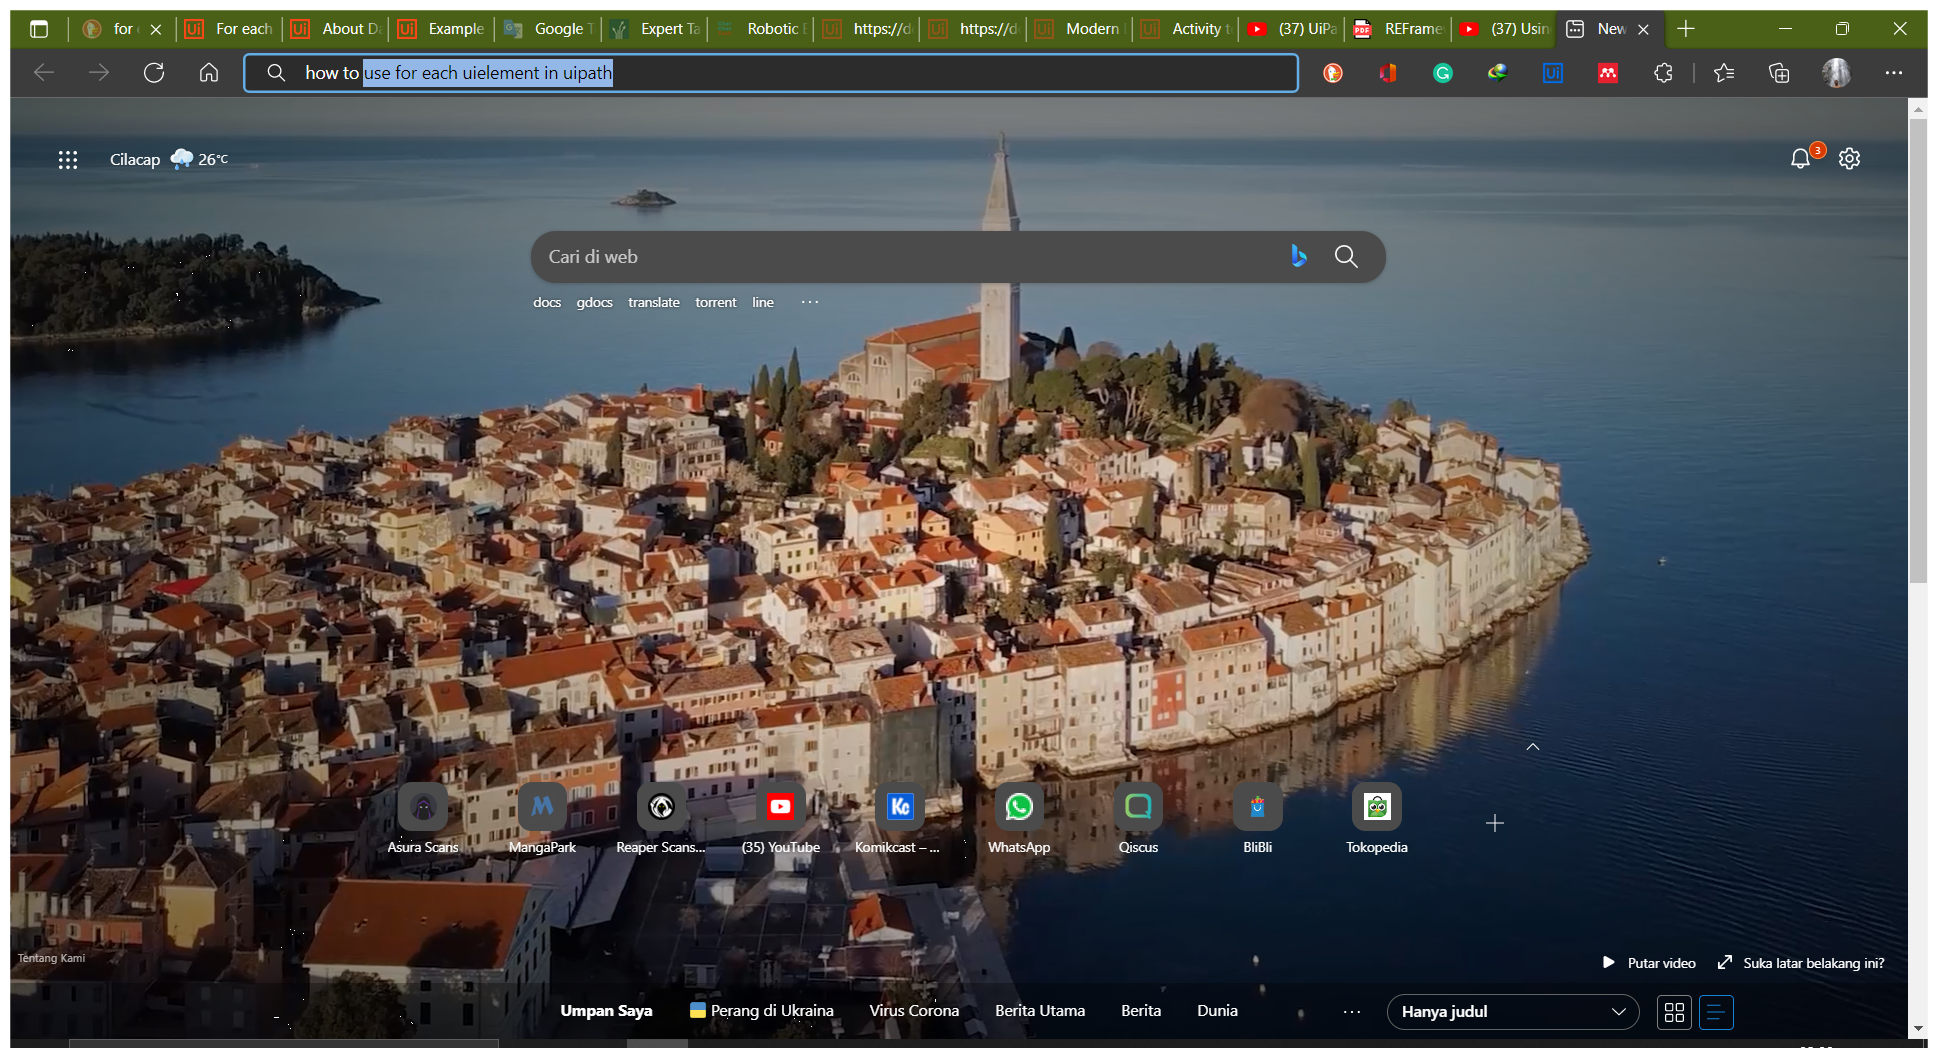 for
For each
About Da
Example
Google T
Expert Ta
Robotic
https://d
https://d
Modern
Activity t
(37) UiPa
REFrame
(37) Usin
New
how to use for each uielement in uipath
Cilacap 26°C
3
Cari di web
docs gdocs translate torrent line ...
Asura Scans MangaPark Reaper Scans... (35) YouTube Komikcast – ... WhatsApp Qiscus BliBli Tokopedia
Tentang Kami
Putar video Suka latar belakang ini?
Umpan Saya Perang di Ukraina Virus Corona Berita Utama Berita Dunia ... Hanya judul